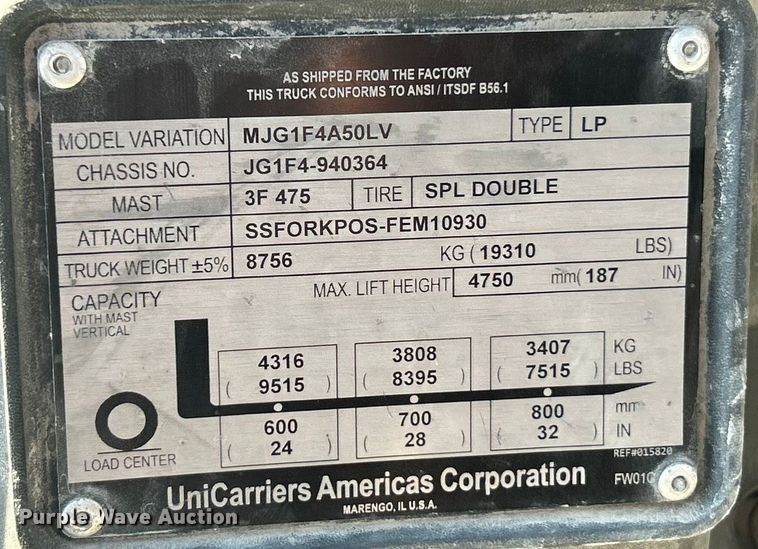 AS SHIPPED FROM THE FACTORY
THIS TRUCK CONFORMS TO ANSI / ITSDF B56.1
MODEL VARIATION MJG1F4A50LV TYPE LP
CHASSIS NO. JG1F4-940364
MAST 3F 475 TIRE SPL DOUBLE
ATTACHMENT SSFORKPOS-FEM10930
TRUCK WEIGHT ±5% 8756 KG ( 19310 LBS)
MAX. LIFT HEIGHT 4750 mm( 187 IN)
CAPACITY
WITH MAST
VERTICAL
4316 3808 3407 KG
( 9515 ) ( 8395 ) ( 7515 ) LBS
600 700 800 mm
( 24 ) ( 28 ) ( 32 ) IN
LOAD CENTER
REF#015820
UniCarriers Americas Corporation
MARENGO, IL U.S.A.
Purple Wave Auction